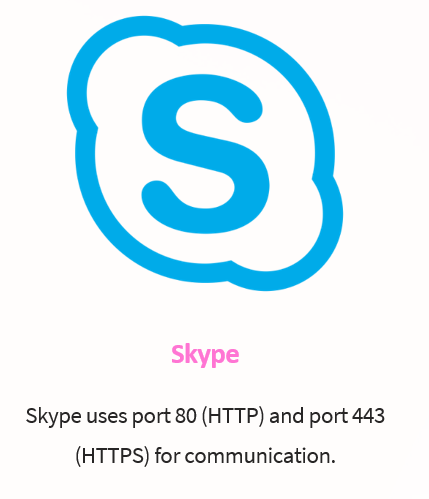 S
Skype
Skype uses port 80 (HTTP) and port 443
(HTTPS) for communication.